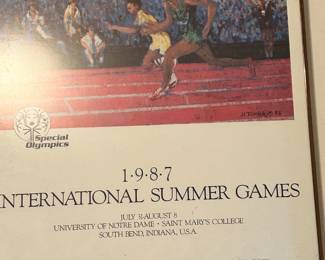 Special
Olympics
1·9·8·7
INTERNATIONAL SUMMER GAMES
JULY 31-AUGUST 8
UNIVERSITY OF NOTRE DAME · SAINT MARY'S COLLEGE
SOUTH BEND, INDIANA, U.S.A.